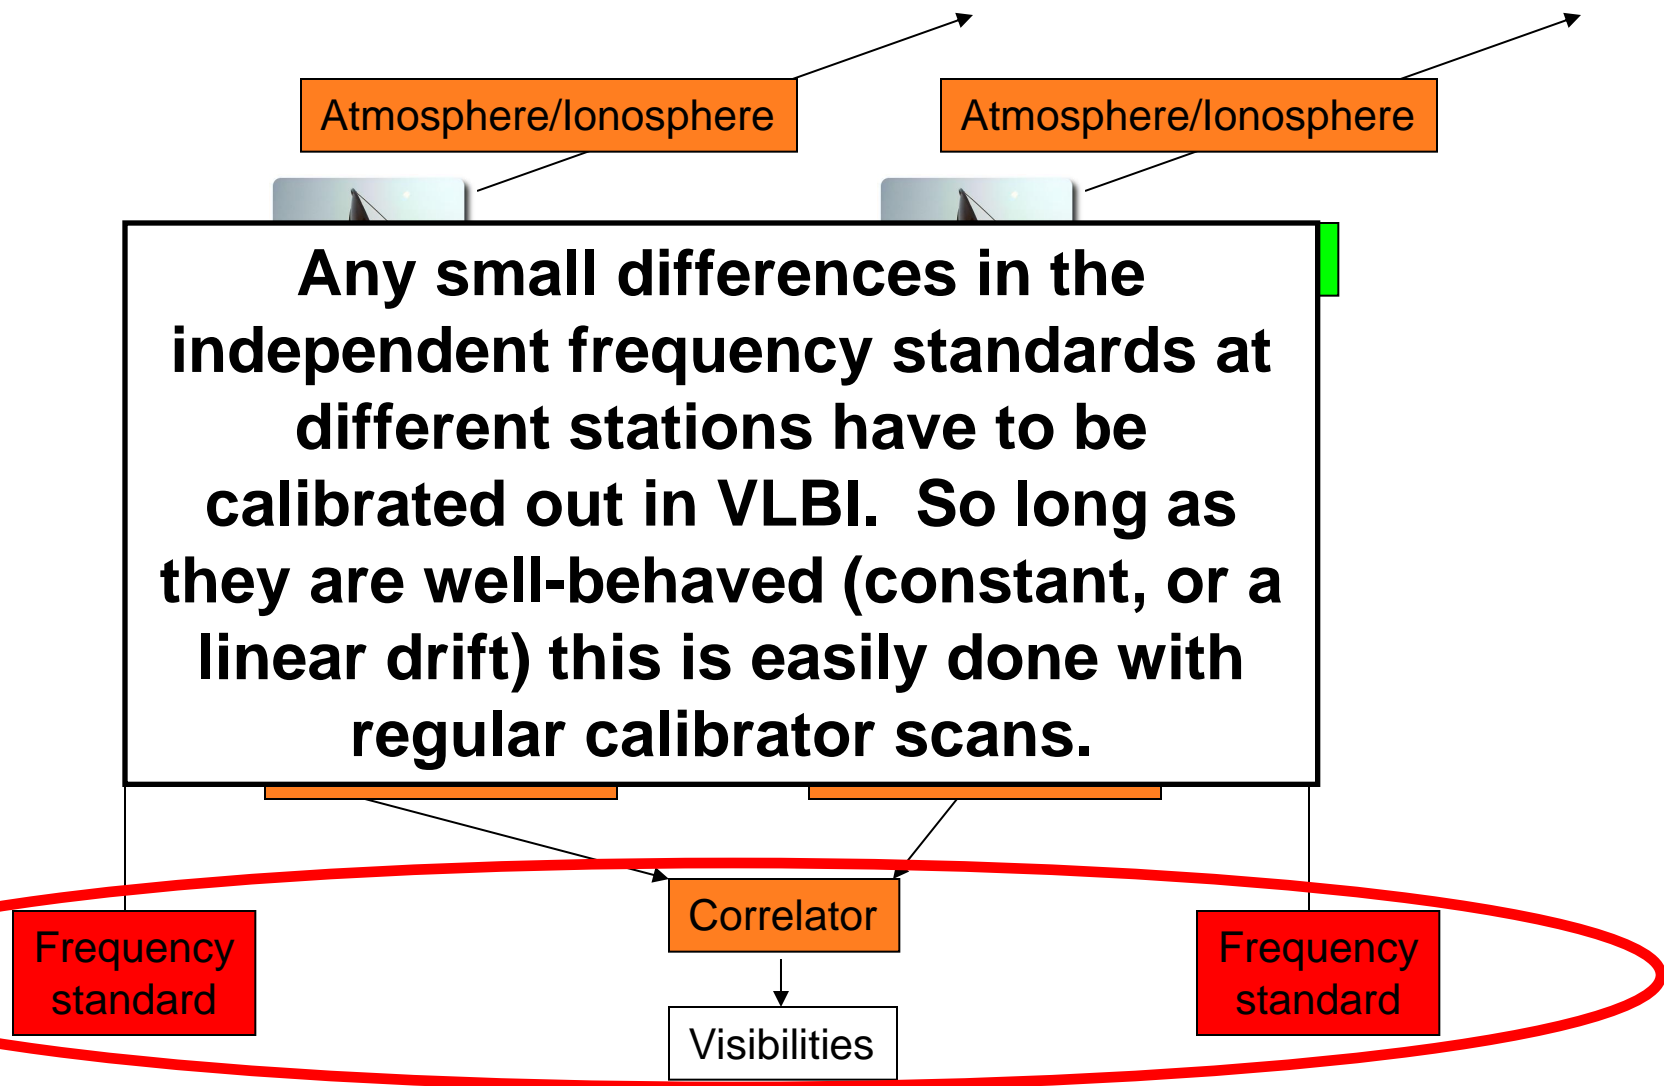 Atmosphere/Ionosphere
Atmosphere/Ionosphere
Any small differences in the
independent frequency standards at
different stations have to be
calibrated out in VLBI.  So long as
they are well-behaved (constant, or a
linear drift) this is easily done with
regular calibrator scans.
Correlator
Frequency
standard
Frequency
standard
Visibilities